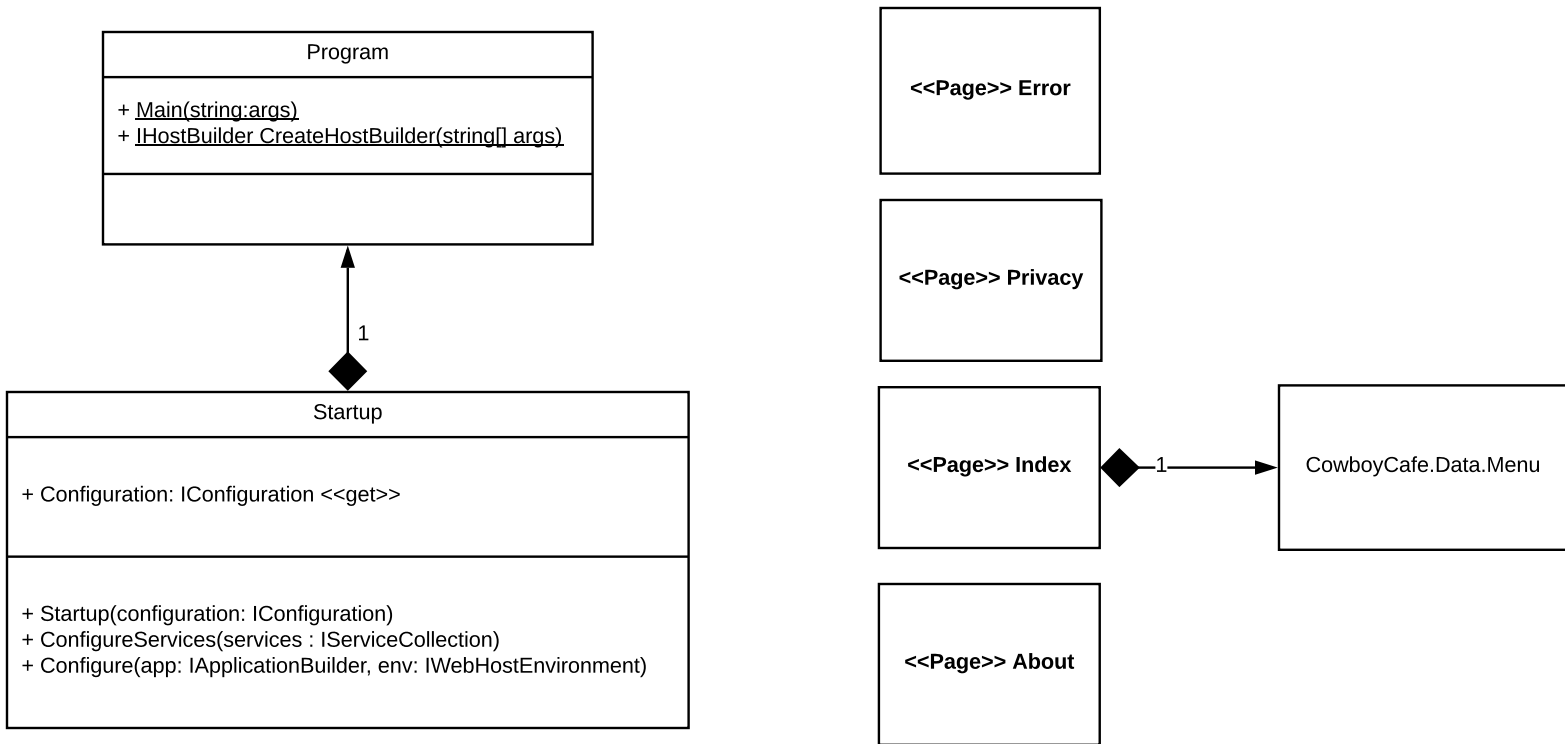 Program
+ Main(string:args)
+ IHostBuilder CreateHostBuilder(string[] args)
1
Startup
+ Configuration: IConfiguration <<get>>
+ Startup(configuration: IConfiguration)
+ ConfigureServices(services : IServiceCollection)
+ Configure(app: IApplicationBuilder, env: IWebHostEnvironment)
<<Page>> Error
<<Page>> Privacy
<<Page>> Index
1
CowboyCafe.Data.Menu
<<Page>> About